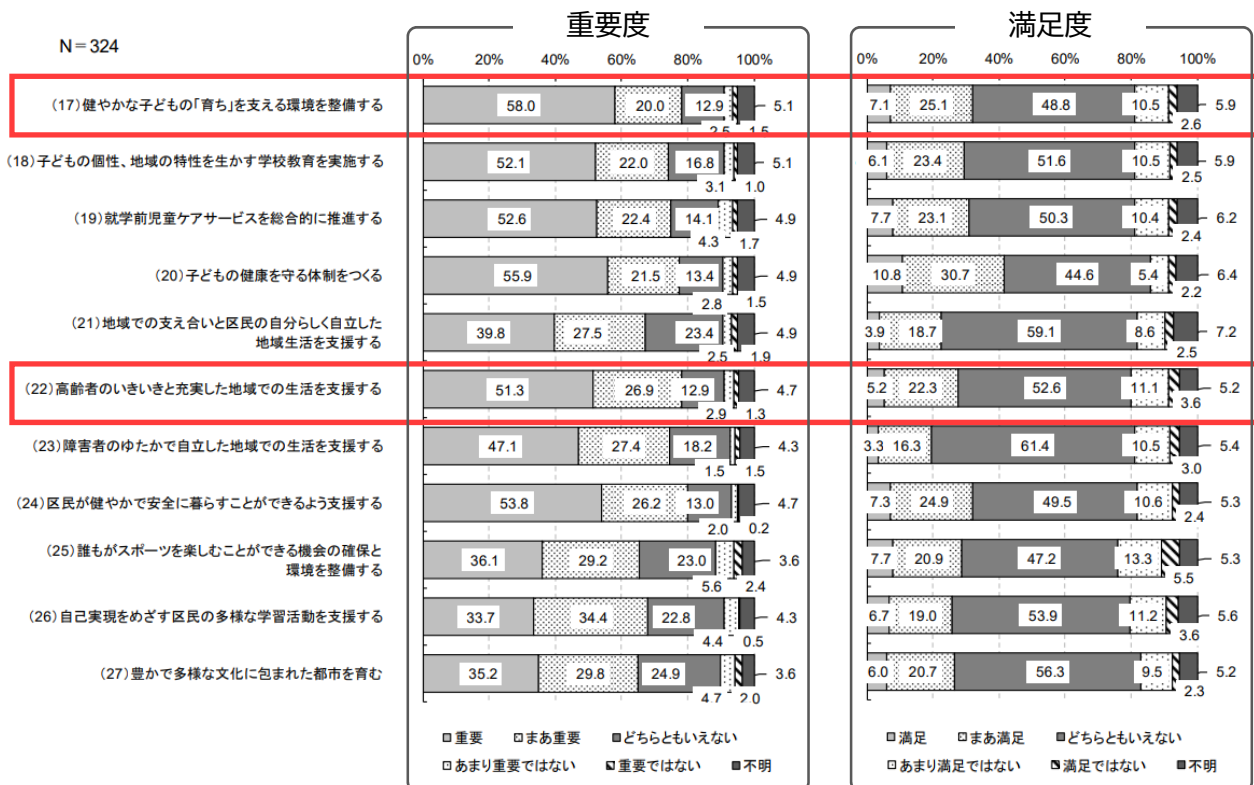 重要度 満足度
N＝324
0% 20% 40% 60% 80% 100% 0% 20% 40% 60% 80% 100%
(17)健やかな子どもの「育ち」を支える環境を整備する 58.0 20.0 12.9 2.5 1.5 5.1 7.1 25.1 48.8 10.5 2.6 5.9
(18)子どもの個性、地域の特性を生かす学校教育を実施する 52.1 22.0 16.8 3.1 1.0 5.1 6.1 23.4 51.6 10.5 2.5 5.9
(19)就学前児童ケアサービスを総合的に推進する 52.6 22.4 14.1 4.3 1.7 4.9 7.7 23.1 50.3 10.4 2.4 6.2
(20)子どもの健康を守る体制をつくる 55.9 21.5 13.4 2.8 1.5 4.9 10.8 30.7 44.6 5.4 2.2 6.4
(21)地域での支え合いと区民の自分らしく自立した
地域生活を支援する 39.8 27.5 23.4 2.5 1.9 4.9 3.9 18.7 59.1 8.6 2.5 7.2
(22)高齢者のいきいきと充実した地域での生活を支援する 51.3 26.9 12.9 2.9 1.3 4.7 5.2 22.3 52.6 11.1 3.6 5.2
(23)障害者のゆたかで自立した地域での生活を支援する 47.1 27.4 18.2 1.5 1.5 4.3 3.3 16.3 61.4 10.5 3.0 5.4
(24)区民が健やかで安全に暮らすことができるよう支援する 53.8 26.2 13.0 2.0 0.2 4.7 7.3 24.9 49.5 10.6 2.4 5.3
(25)誰もがスポーツを楽しむことができる機会の確保と
環境を整備する 36.1 29.2 23.0 5.6 2.4 3.6 7.7 20.9 47.2 13.3 5.5 5.3
(26)自己実現をめざす区民の多様な学習活動を支援する 33.7 34.4 22.8 4.4 0.5 4.3 6.7 19.0 53.9 11.2 3.6 5.6
(27)豊かで多様な文化に包まれた都市を育む 35.2 29.8 24.9 4.7 2.0 3.6 6.0 20.7 56.3 9.5 2.3 5.2
重要 まあ重要 どちらともいえない 満足 まあ満足 どちらともいえない
あまり重要ではない 重要ではない 不明 あまり満足ではない 満足ではない 不明